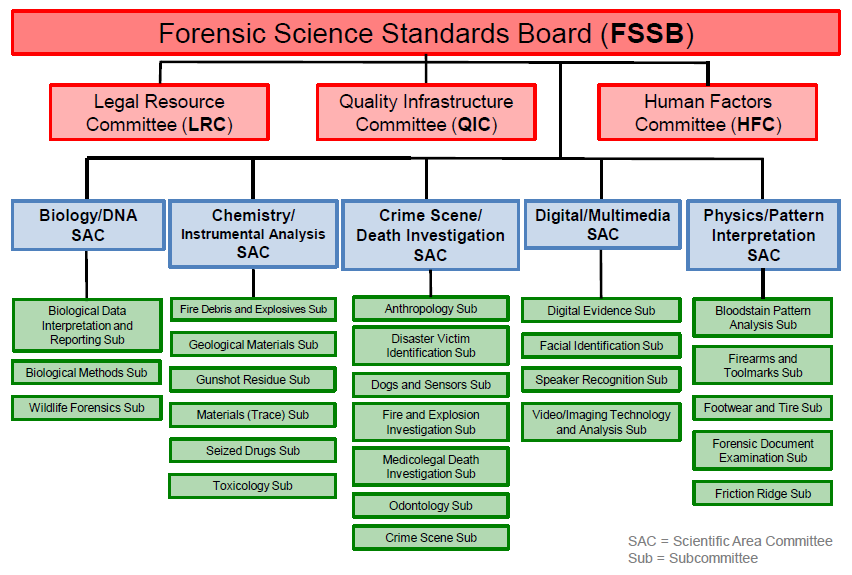 Forensic Science Standards Board (FSSB)
Legal Resource
Committee (LRC)
Quality Infrastructure
Committee (QIC)
Human Factors
Committee (HFC)
Biology/DNA
SAC
Chemistry/
Instrumental Analysis
SAC
Crime Scene/
Death Investigation
SAC
Digital/Multimedia
SAC
Physics/Pattern
Interpretation
SAC
Biological Data
Interpretation and
Reporting Sub
Biological Methods Sub
Wildlife Forensics Sub
Fire Debris and Explosives Sub
Geological Materials Sub
Gunshot Residue Sub
Materials (Trace) Sub
Seized Drugs Sub
Toxicology Sub
Anthropology Sub
Disaster Victim
Identification Sub
Dogs and Sensors Sub
Fire and Explosion
Investigation Sub
Medicolegal Death
Investigation Sub
Odontology Sub
Crime Scene Sub
Digital Evidence Sub
Facial Identification Sub
Speaker Recognition Sub
Video/Imaging Technology
and Analysis Sub
Bloodstain Pattern
Analysis Sub
Firearms and
Toolmarks Sub
Footwear and Tire Sub
Forensic Document
Examination Sub
Friction Ridge Sub
SAC = Scientific Area Committee
Sub = Subcommittee